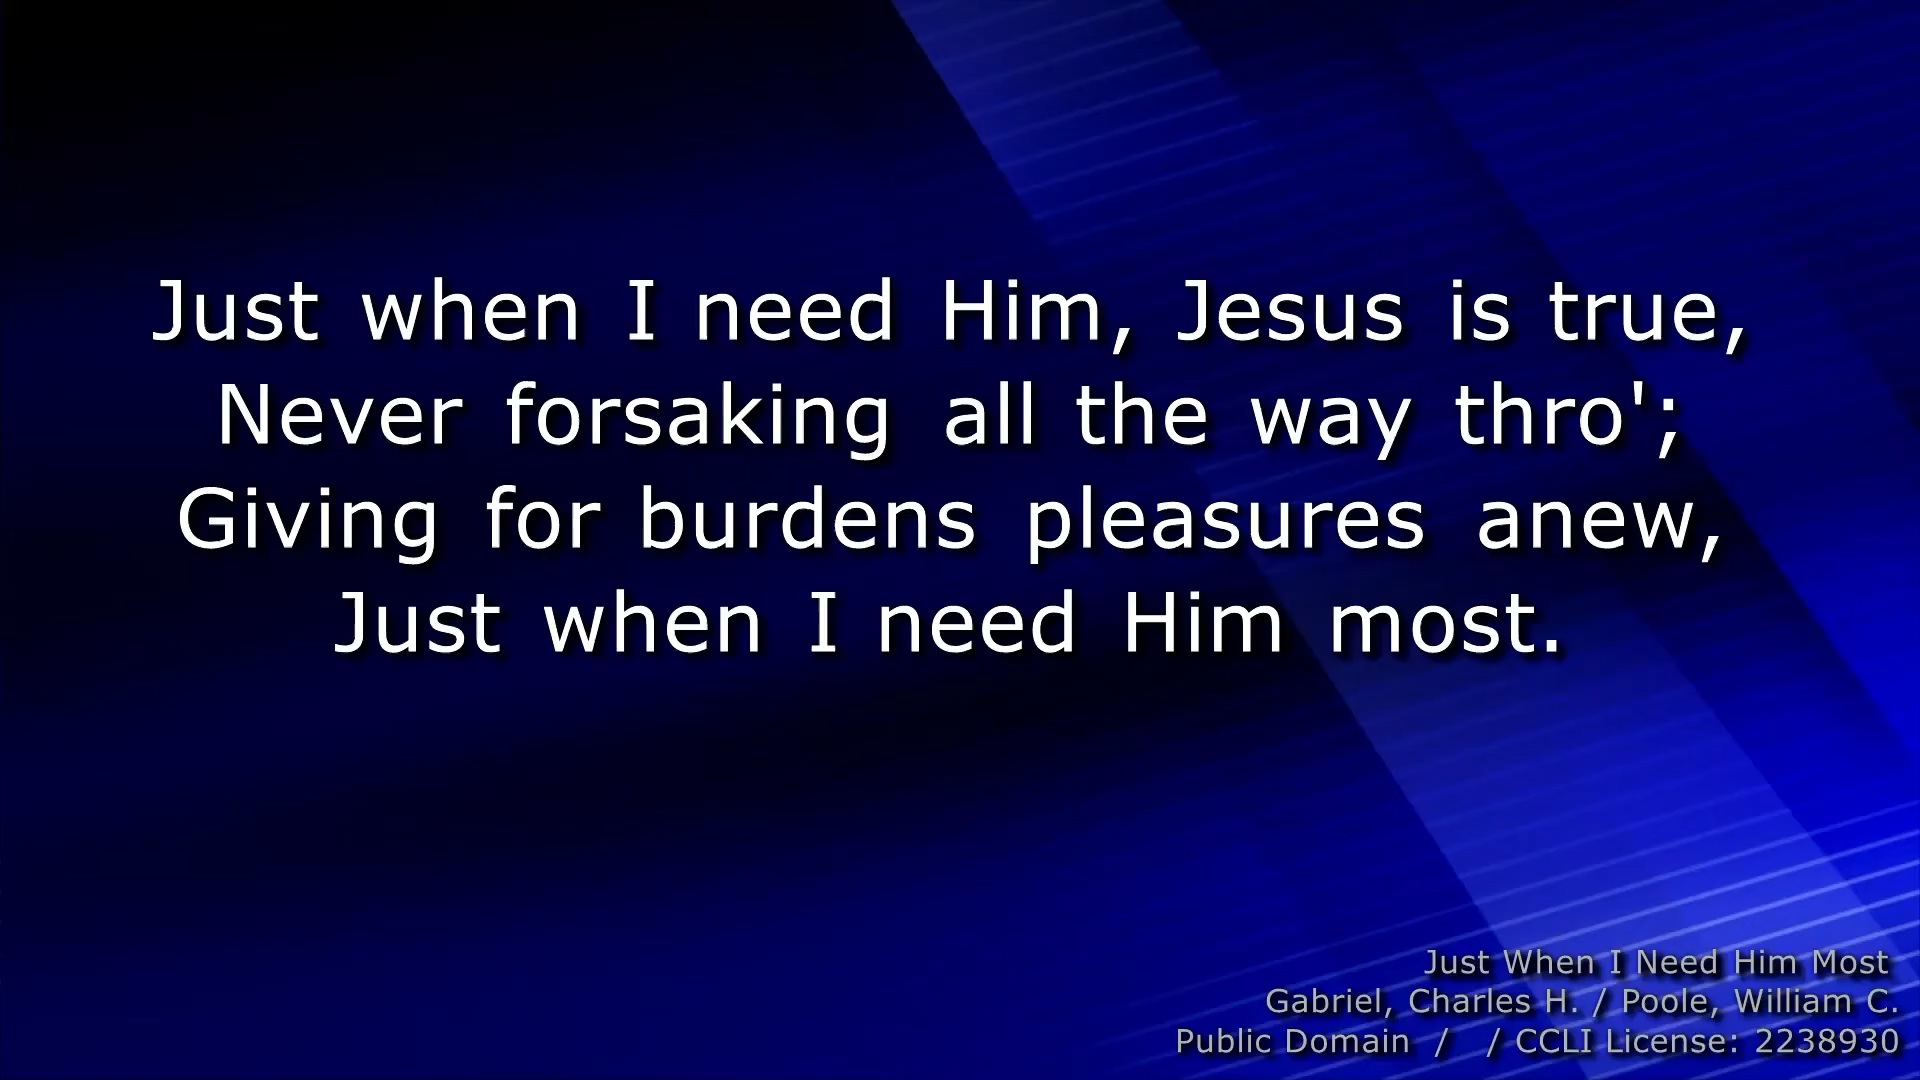 Just when I need Him, Jesus is true,
Never forsaking all the way thro';
Giving for burdens pleasures anew,
Just when I need Him most.
Just When I Need Him Most
Gabriel, Charles H. / Poole, William C.
Public Domain / / CCLI License: 2238930